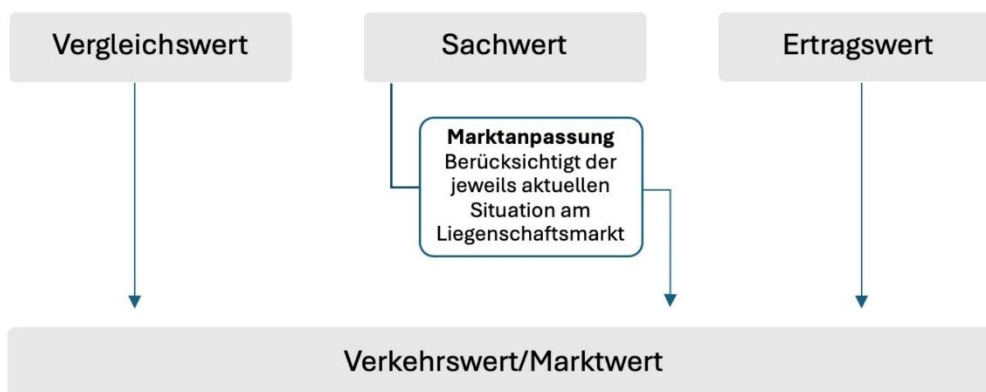 Vergleichswert
Sachwert
Ertragswert
Marktanpassung
Berücksichtigt der
jeweils aktuellen
Situation am
Liegenschaftsmarkt
Verkehrswert/Marktwert